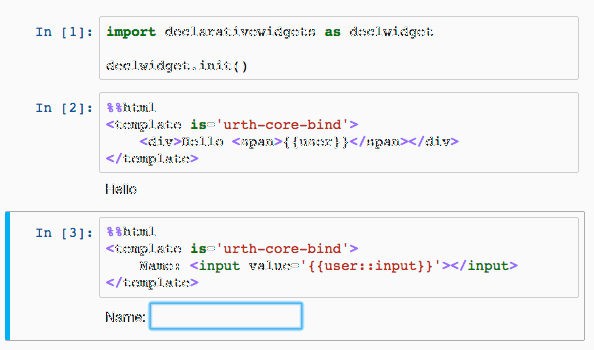 In [1]: import declarativewidgets as declwidget
declwidget.init()
In [2]: %%html
<template is='urth-core-bind'>
<div>Hello <span>{{user}}</span></div>
</template>
Hello
In [3]: %%html
<template is='urth-core-bind'>
Name: <input value='{{user::input}}'></input>
</template>
Name: